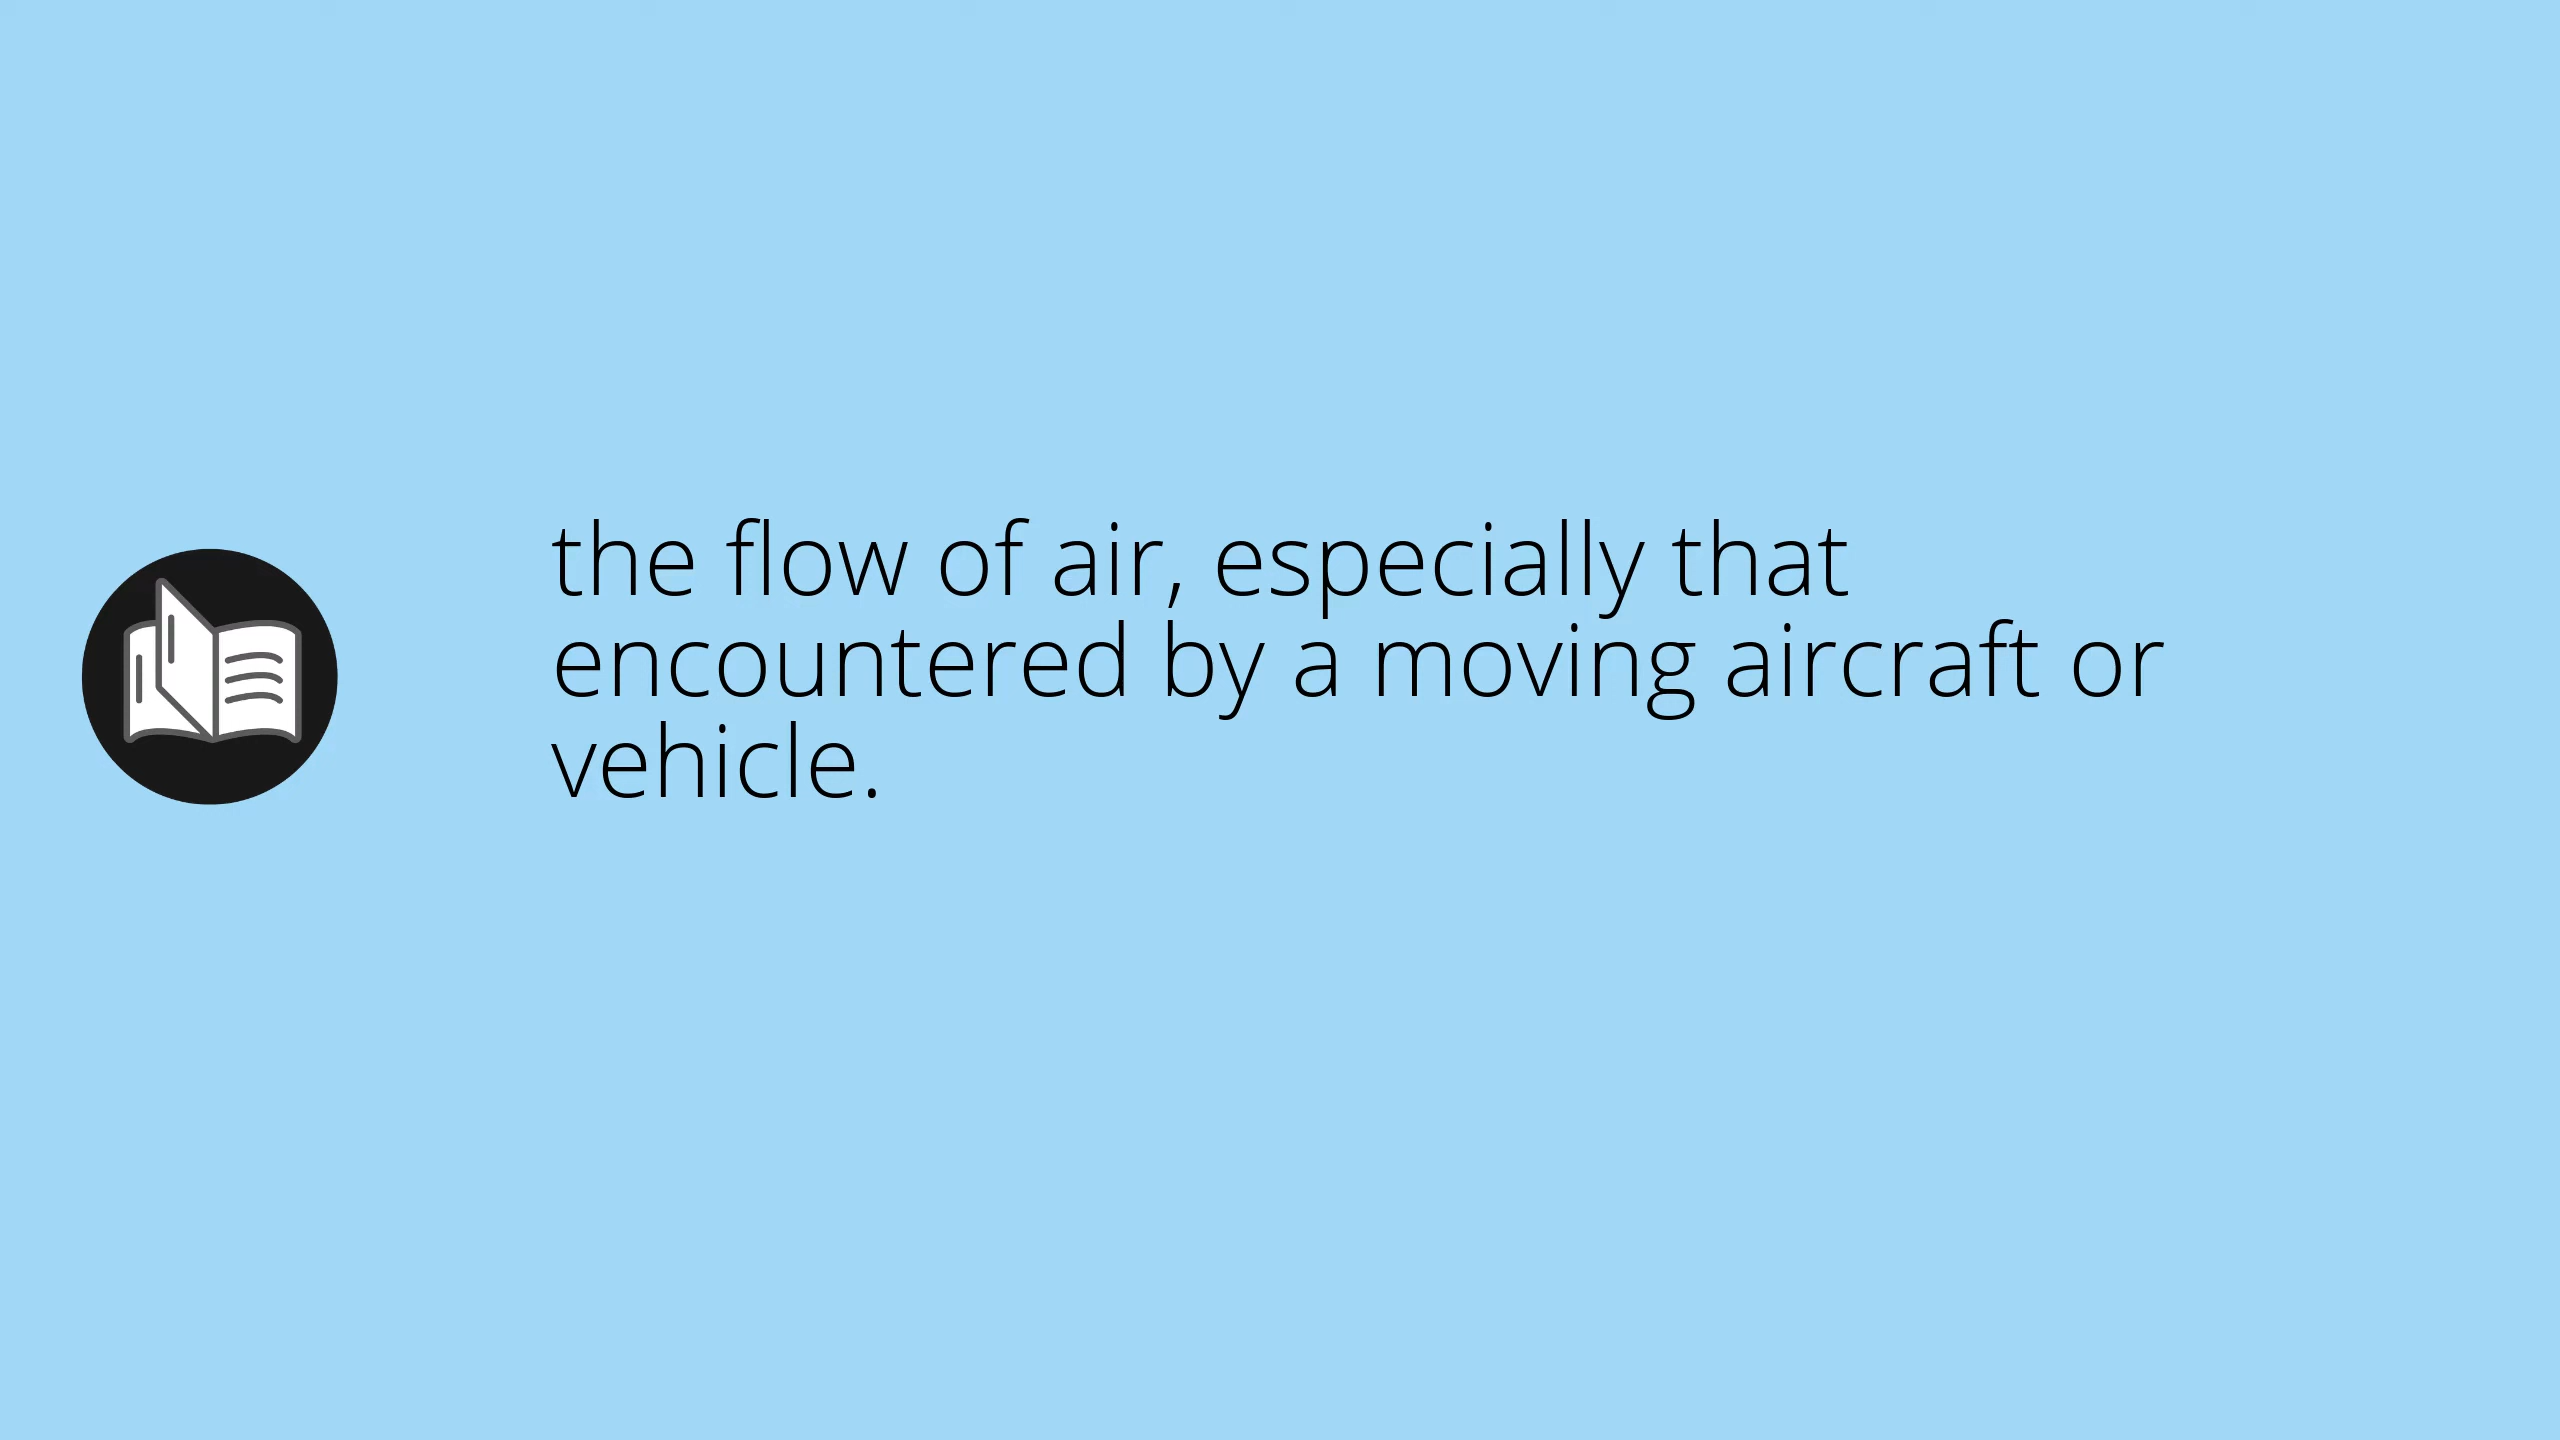 the flow of air, especially that
encountered by a moving aircraft or
vehicle.